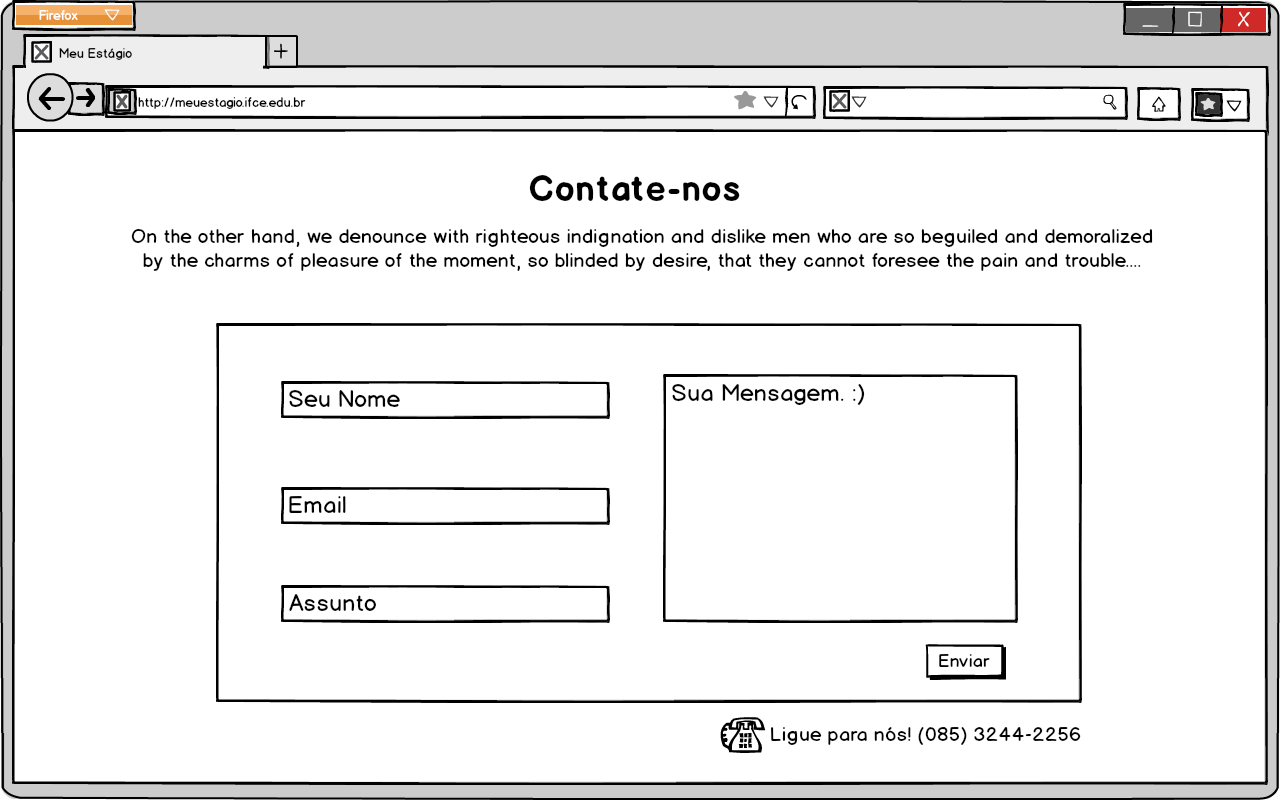 Firefox
Meu Estágio
http://meuestagio.ifce.edu.br
Contate-nos
On the other hand, we denounce with righteous indignation and dislike men who are so beguiled and demoralized
by the charms of pleasure of the moment, so blinded by desire, that they cannot foresee the pain and trouble....
Seu Nome
Sua Mensagem. :)
Email
Assunto
Enviar
Ligue para nós! (085) 3244-2256